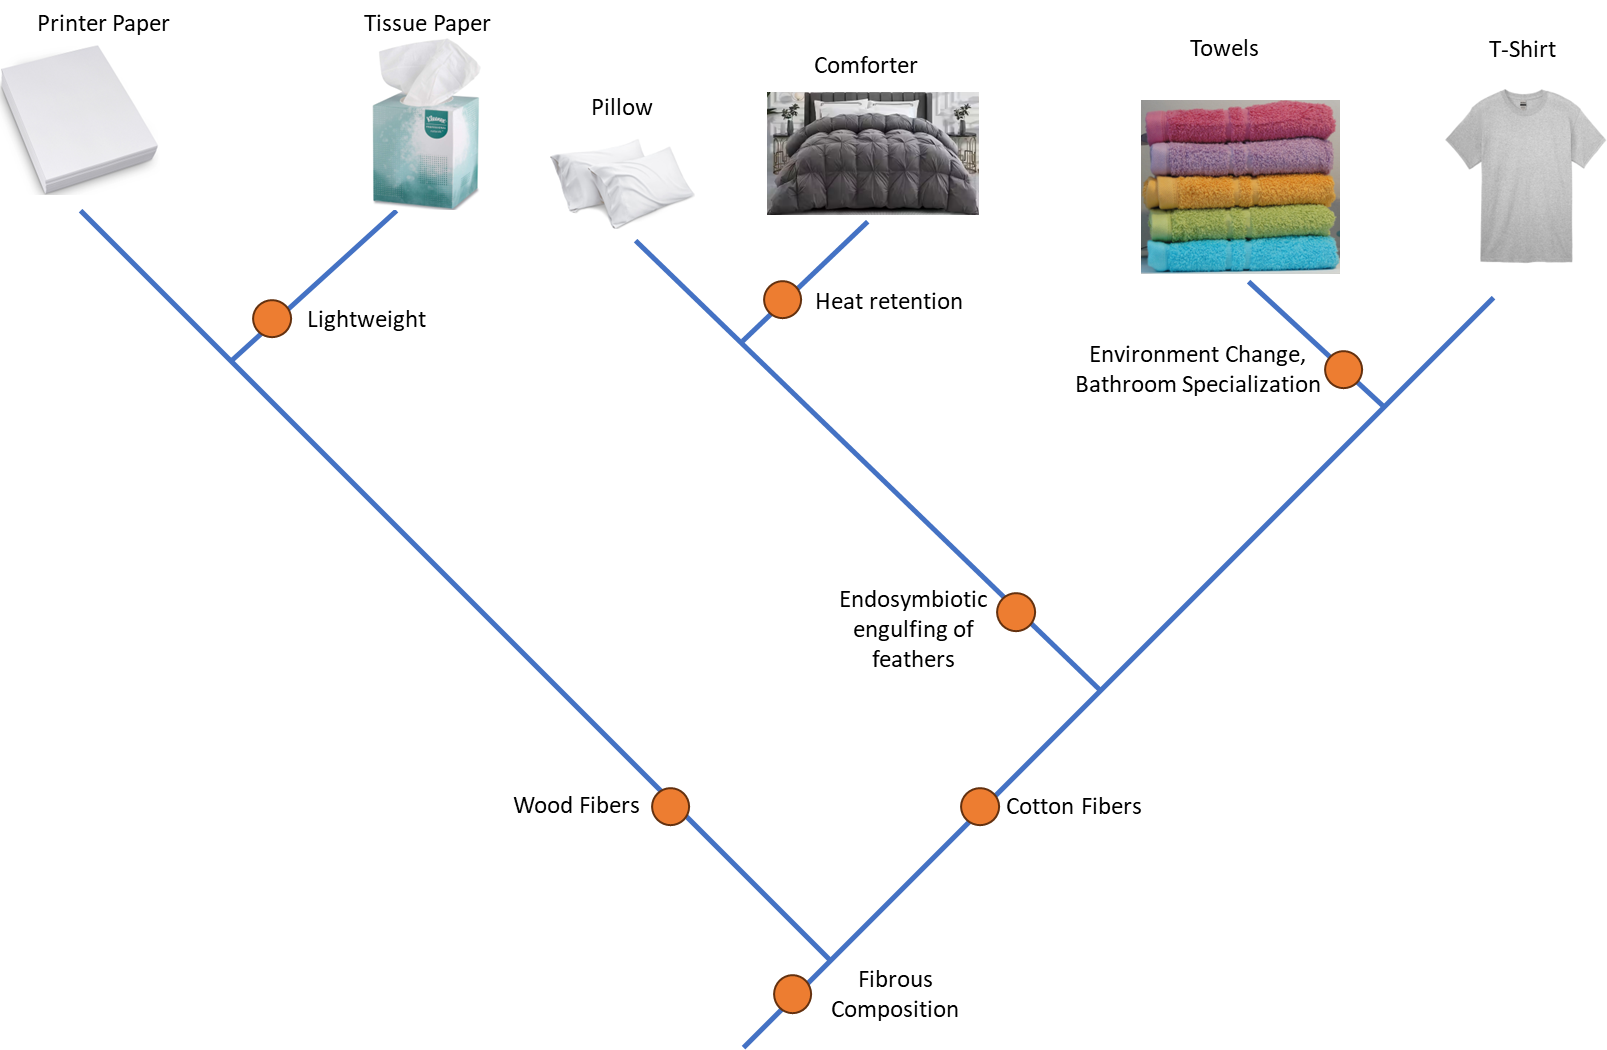 Printer Paper
Tissue Paper
Pillow
Comforter
Towels
T-Shirt
Kleenex
Lightweight
Heat retention
Environment Change,
Bathroom Specialization
Endosymbiotic
engulfing of
feathers
Wood Fibers
Cotton Fibers
Fibrous
Composition